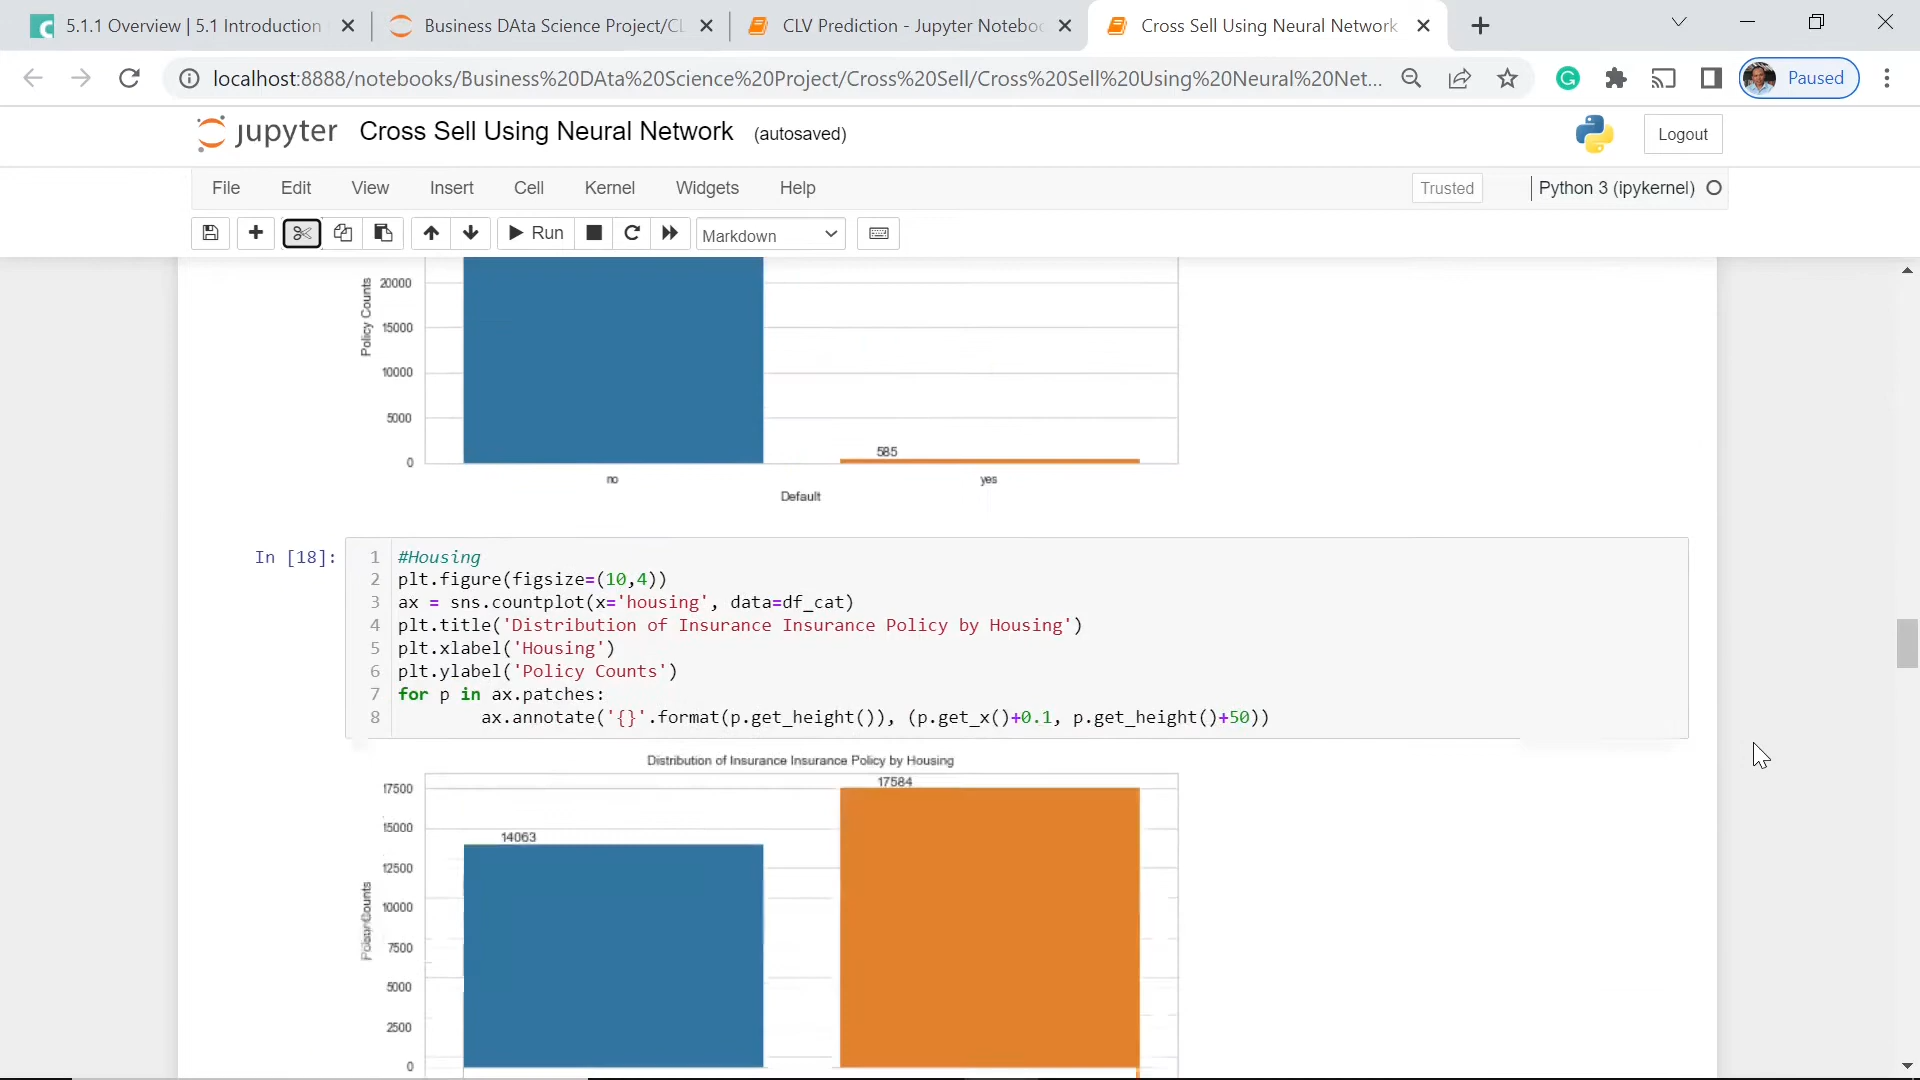 5.1.1 Overview | 5.1 Introduction
Business DAta Science Project/CL
CLV Prediction - Jupyter Noteboo
Cross Sell Using Neural Network
localhost:8888/notebooks/Business%20DAta%20Science%20Project/Cross%20Sell/Cross%20Sell%20Using%20Neural%20Net...
Paused
jupyter
Cross Sell Using Neural Network (autosaved)
Logout
File Edit View Insert Cell Kernel Widgets Help
Trusted
Python 3 (ipykernel)
Run
Markdown
Policy Counts
20000
15000
10000
5000
0
585
no
yes
Default
In [18]:
1 #Housing
2 plt.figure(figsize=(10,4))
3 ax = sns.countplot(x='housing', data=df_cat)
4 plt.title('Distribution of Insurance Insurance Policy by Housing')
5 plt.xlabel('Housing')
6 plt.ylabel('Policy Counts')
7 for p in ax.patches:
8 ax.annotate('{}'.format(p.get_height()), (p.get_x()+0.1, p.get_height()+50))
Distribution of Insurance Insurance Policy by Housing
17500
15000
12500
10000
7500
5000
2500
0
14063
17584